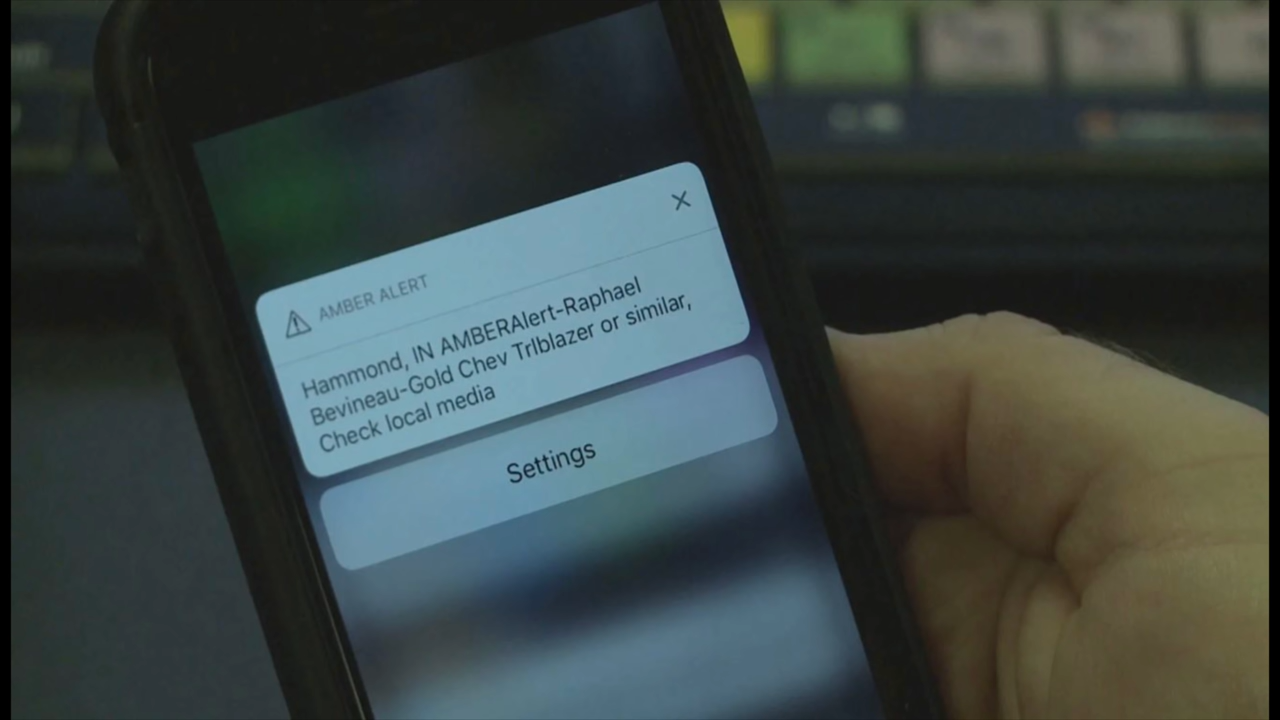 AMBER ALERT
Hammond, IN AMBERAlert-Raphael
Bevineau-Gold Chev Trlblazer or similar,
Check local media
Settings